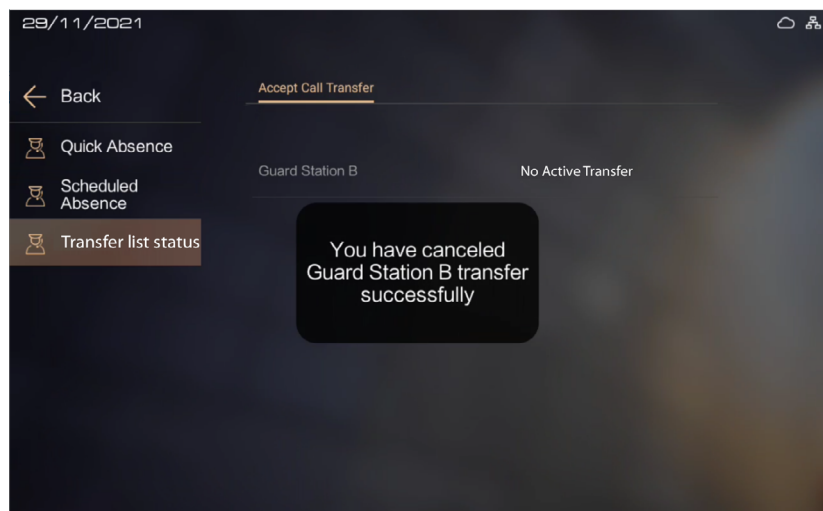 29/11/2021
Back
Quick Absence
Scheduled
Absence
Transfer list status
Accept Call Transfer
Guard Station B
No Active Transfer
You have canceled
Guard Station B transfer
successfully